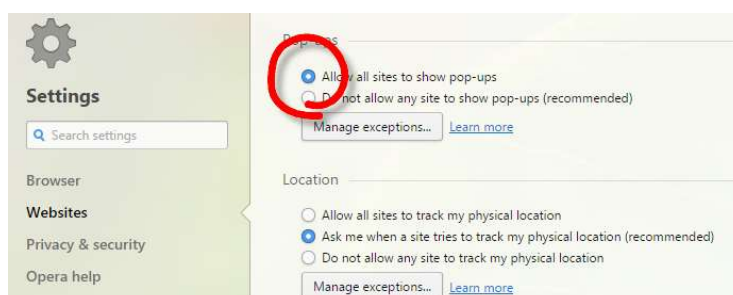 Settings
Search settings
Browser
Websites
Privacy & security
Opera help
Pop-ups
Allow all sites to show pop-ups
Do not allow any site to show pop-ups (recommended)
Manage exceptions... Learn more
Location
Allow all sites to track my physical location
Ask me when a site tries to track my physical location (recommended)
Do not allow any site to track my physical location
Manage exceptions... Learn more